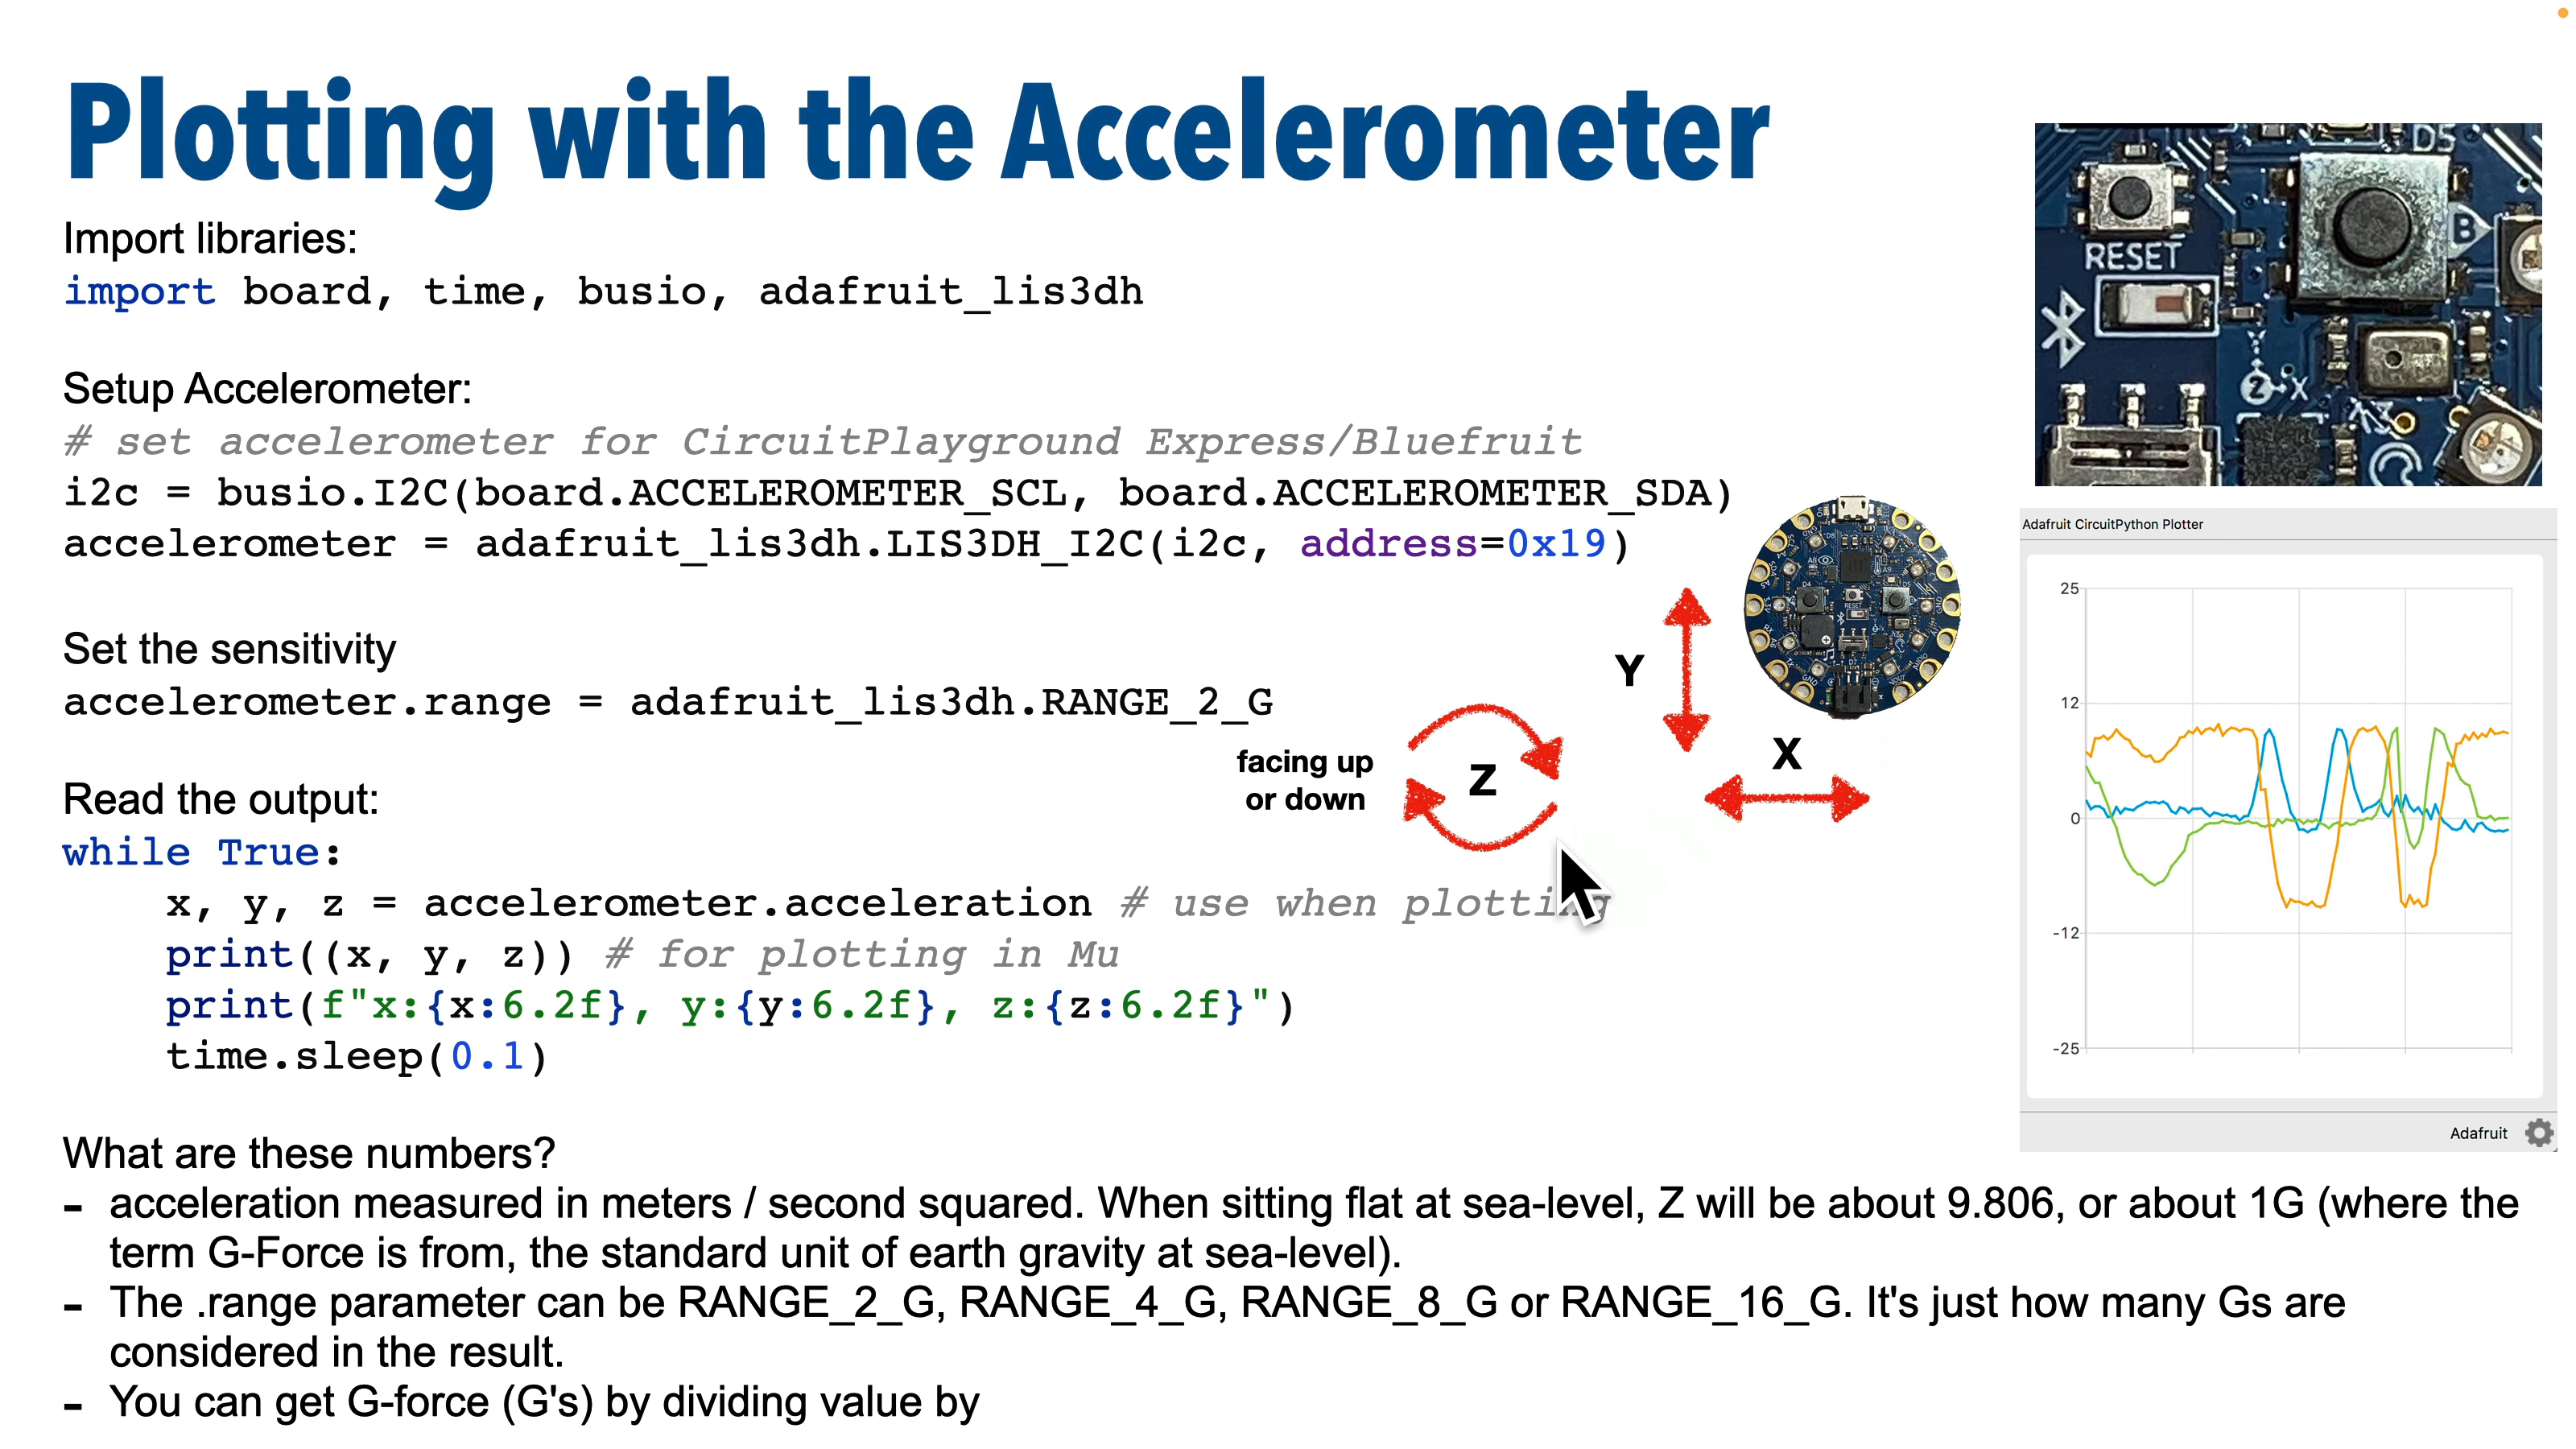 Plotting with the Accelerometer
Import libraries:
import board, time, busio, adafruit_lis3dh
Setup Accelerometer:
# set accelerometer for CircuitPlayground Express/Bluefruit
i2c = busio.I2C(board.ACCELEROMETER_SCL, board.ACCELEROMETER_SDA)
accelerometer = adafruit_lis3dh.LIS3DH_I2C(i2c, address=0x19)
Set the sensitivity
accelerometer.range = adafruit_lis3dh.RANGE_2_G
Read the output:
while True:
    x, y, z = accelerometer.acceleration # use when plotting
    print((x, y, z)) # for plotting in Mu
    print(f"x:{x:6.2f}, y:{y:6.2f}, z:{z:6.2f}")
    time.sleep(0.1)
What are these numbers?
- acceleration measured in meters / second squared. When sitting flat at sea-level, Z will be about 9.806, or about 1G (where the
term G-Force is from, the standard unit of earth gravity at sea-level).
- The .range parameter can be RANGE_2_G, RANGE_4_G, RANGE_8_G or RANGE_16_G. It's just how many Gs are
considered in the result.
- You can get G-force (G's) by dividing value by
facing up
or down
Z
Y
X
D5
B
RESET
Y
Z X
Adafruit CircuitPython Plotter
25
12
0
-12
-25
Adafruit